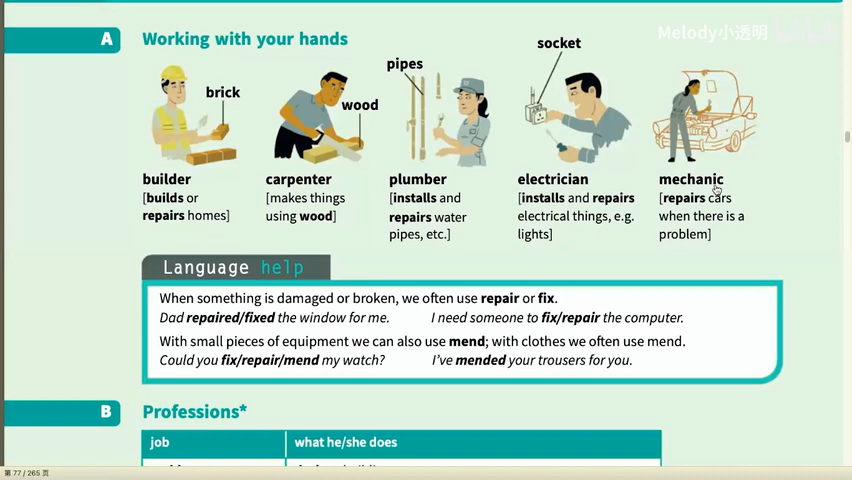 A
Working with your hands
Melody小透明
socket
pipes
brick
wood
builder
[builds or
repairs homes]
carpenter
[makes things
using wood]
plumber
[installs and
repairs water
pipes, etc.]
electrician
[installs and repairs
electrical things, e.g.
lights]
mechanic
[repairs cars
when there is a
problem]
Language help
When something is damaged or broken, we often use repair or fix.
Dad repaired/fixed the window for me. I need someone to fix/repair the computer.
With small pieces of equipment we can also use mend; with clothes we often use mend.
Could you fix/repair/mend my watch? I've mended your trousers for you.
B
Professions*
job what he/she does
第 77 / 265 页